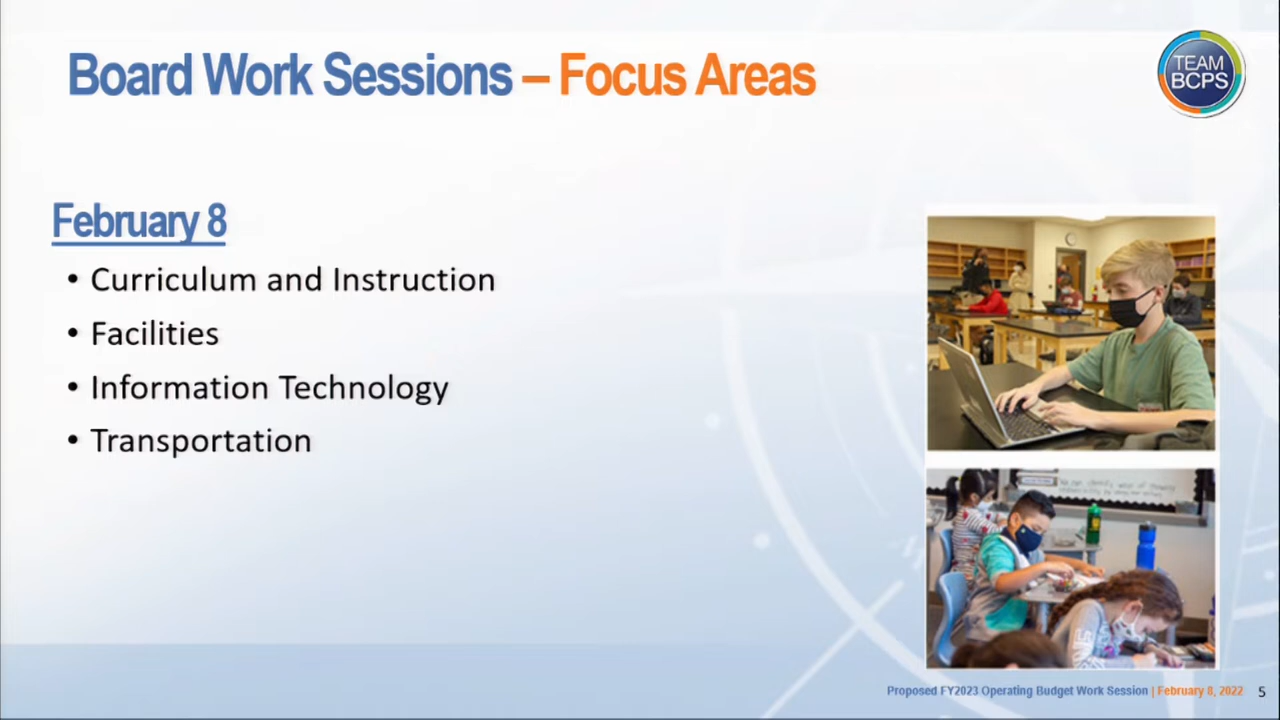 Board Work Sessions – Focus Areas
TEAM
BCPS
February 8
• Curriculum and Instruction
• Facilities
• Information Technology
• Transportation
Proposed FY2023 Operating Budget Work Session | February 8, 2022 5